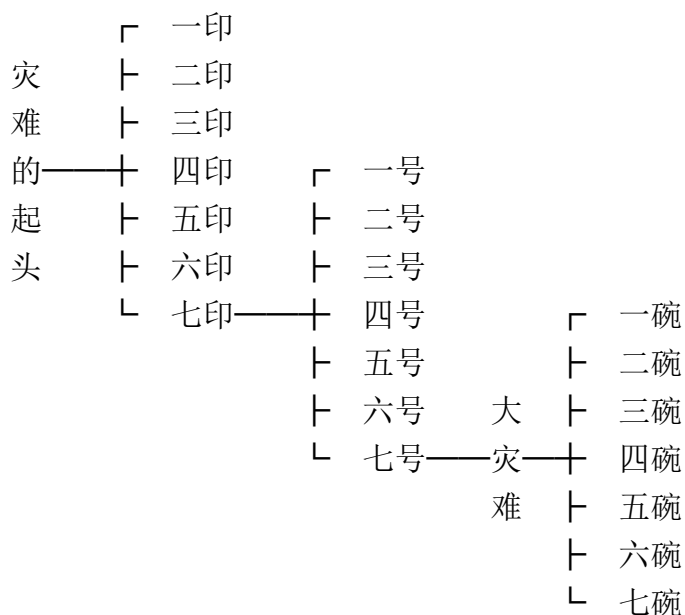 灾难的起头
一印
二印
三印
四印
五印
六印
七印
一号
二号
三号
四号
五号
六号
七号
大灾难
一碗
二碗
三碗
四碗
五碗
六碗
七碗